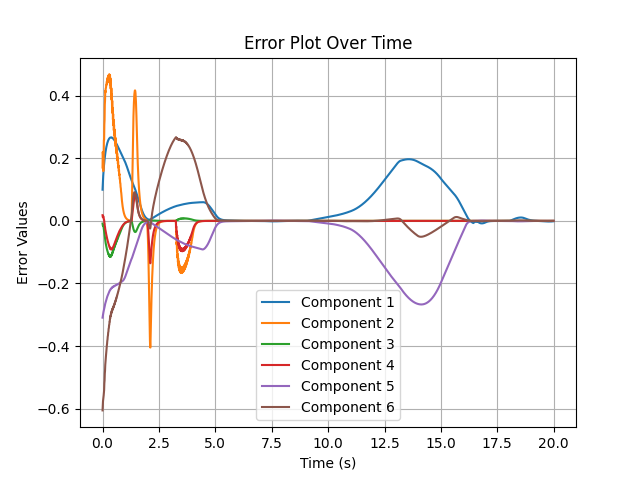 Error Plot Over Time
Error Values
0.4
0.2
0.0
−0.2
−0.4
−0.6
Component 1
Component 2
Component 3
Component 4
Component 5
Component 6
0.0 2.5 5.0 7.5 10.0 12.5 15.0 17.5 20.0
Time (s)